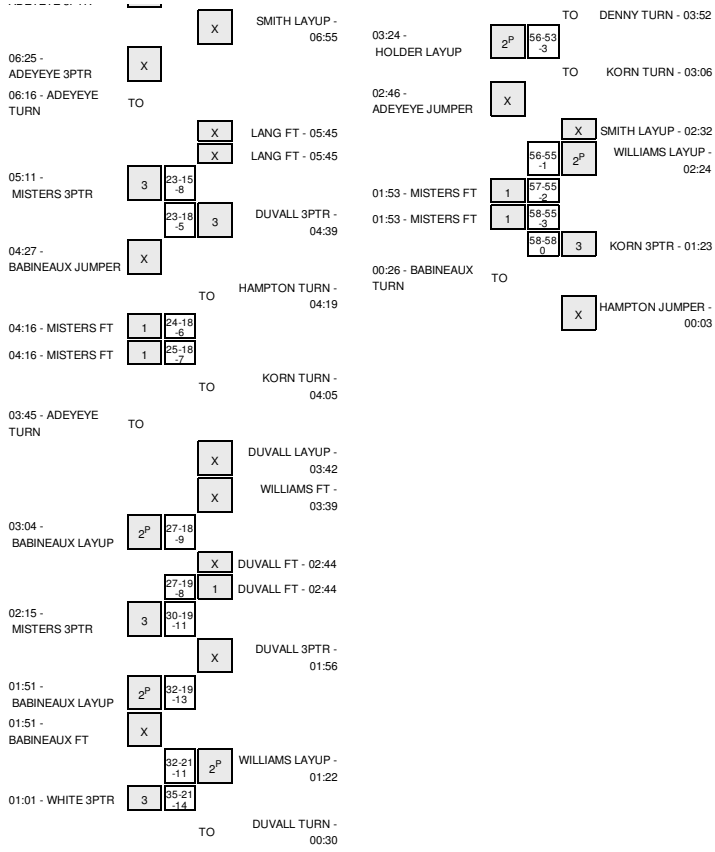 X
SMITH LAYUP -
06:55
06:25 -
ADEYEYE 3PTR
X
06:16 - ADEYEYE
TURN
TO
X
LANG FT - 05:45
X
LANG FT - 05:45
05:11 -
MISTERS 3PTR
3
23-15
-8
23-18
-5
3
DUVALL 3PTR -
04:39
04:27 -
BABINEAUX JUMPER
X
TO
HAMPTON TURN -
04:19
04:16 - MISTERS FT
1
24-18
-6
04:16 - MISTERS FT
1
25-18
-7
TO
KORN TURN -
04:05
03:45 - ADEYEYE
TURN
TO
X
DUVALL LAYUP -
03:42
X
WILLIAMS FT -
03:39
03:04 -
BABINEAUX LAYUP
2P
27-18
-9
X
DUVALL FT - 02:44
27-19
-8
1
DUVALL FT - 02:44
02:15 -
MISTERS 3PTR
3
30-19
-11
X
DUVALL 3PTR -
01:56
01:51 -
BABINEAUX LAYUP
2P
32-19
-13
01:51 -
BABINEAUX FT
X
32-21
-11
2P
WILLIAMS LAYUP -
01:22
01:01 - WHITE 3PTR
3
35-21
-14
TO
DUVALL TURN -
00:30
TO
DENNY TURN - 03:52
03:24 -
HOLDER LAYUP
2P
56-53
-3
TO
KORN TURN - 03:06
02:46 -
ADEYEYE JUMPER
X
X
SMITH LAYUP - 02:32
56-55
-1
2P
WILLIAMS LAYUP -
02:24
01:53 - MISTERS FT
1
57-55
-2
01:53 - MISTERS FT
1
58-55
-3
58-58
0
3
KORN 3PTR - 01:23
00:26 - BABINEAUX
TURN
TO
X
HAMPTON JUMPER -
00:03